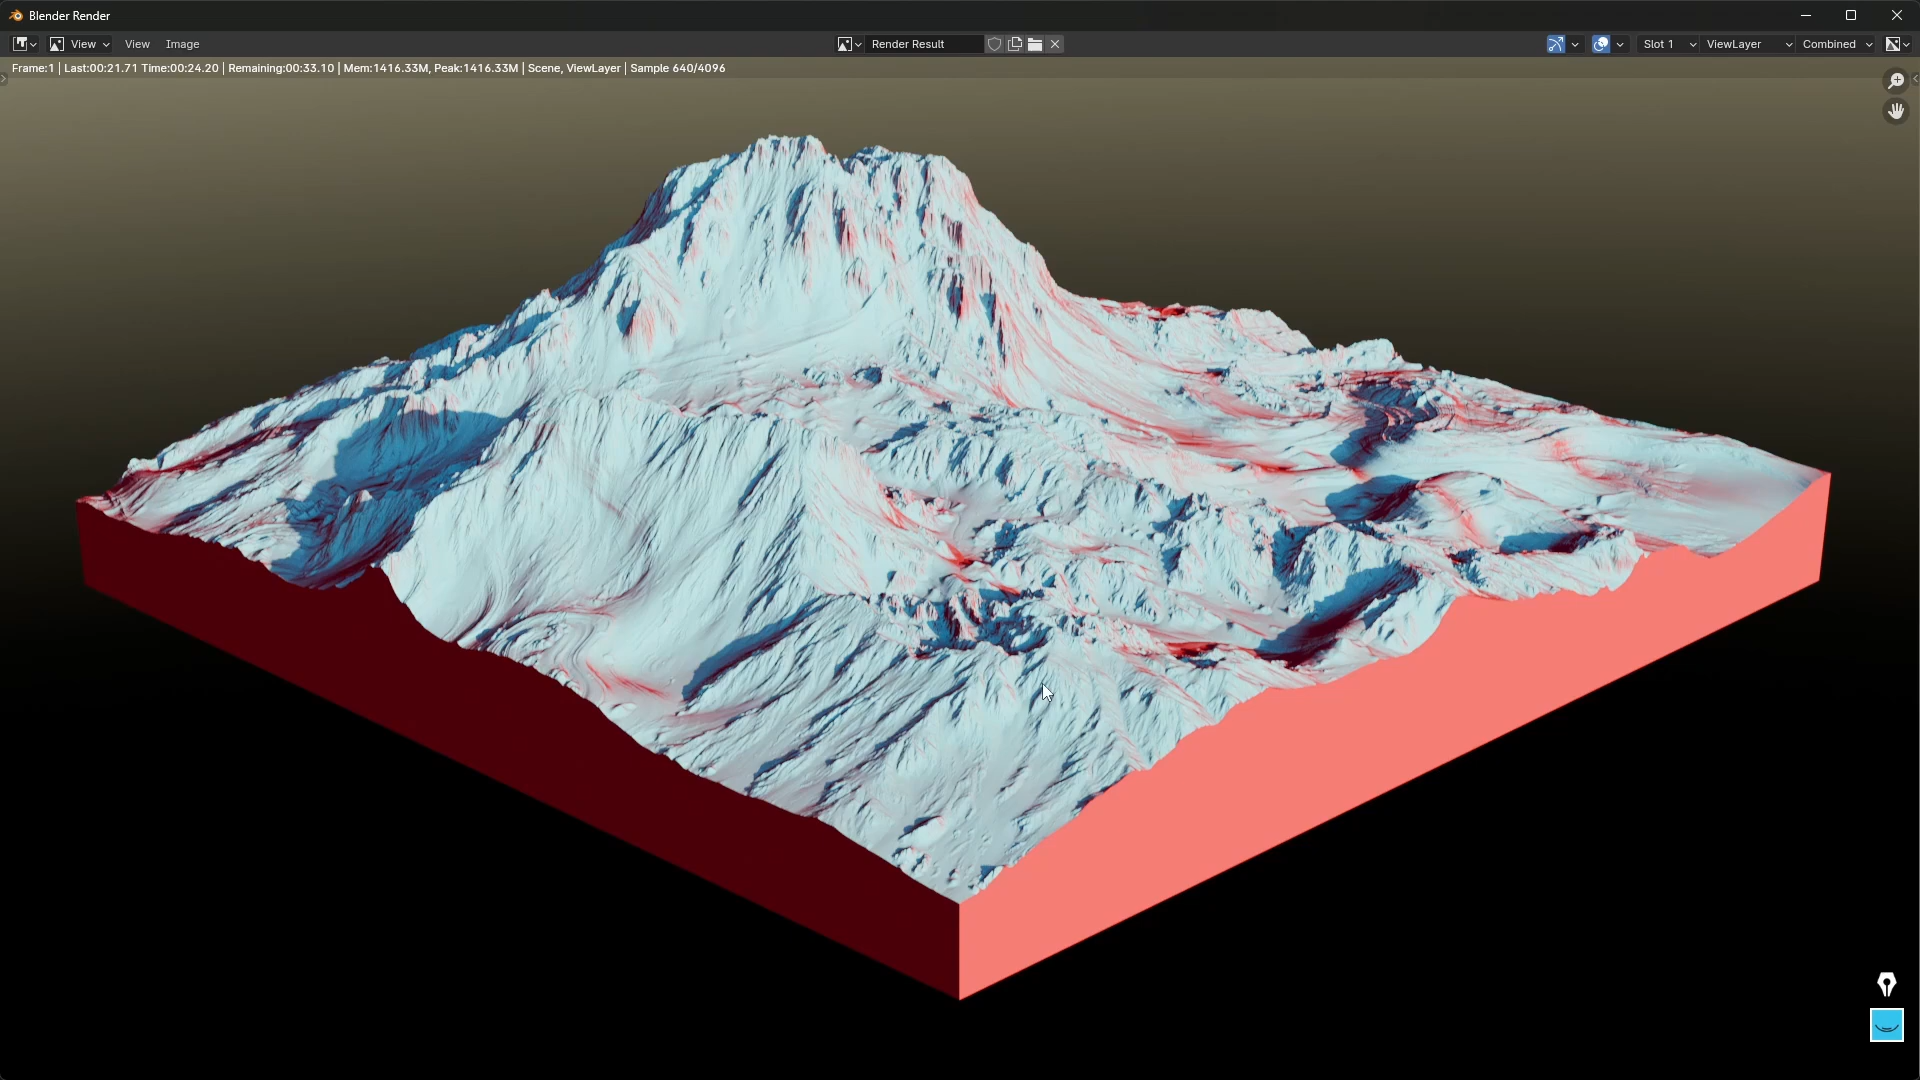 Blender Render
View View Image Render Result Slot 1 ViewLayer Combined
Frame:1 | Last:00:21.71 Time:00:24.20 | Remaining:00:33.10 | Mem:1416.33M, Peak:1416.33M | Scene, ViewLayer | Sample 640/4096